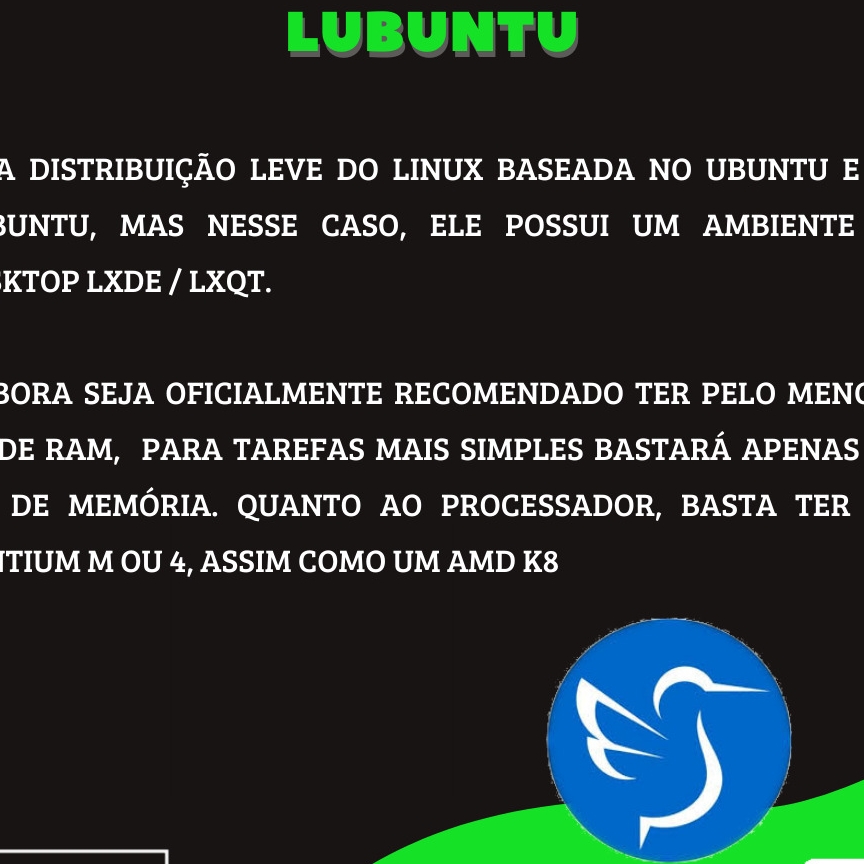 LUBUNTU
A DISTRIBUIÇÃO LEVE DO LINUX BASEADA NO UBUNTU E
BUNTU, MAS NESSE CASO, ELE POSSUI UM AMBIENTE
SKTOP LXDE / LXQT.
BORA SEJA OFICIALMENTE RECOMENDADO TER PELO MENO
DE RAM, PARA TAREFAS MAIS SIMPLES BASTARÁ APENAS
DE MEMÓRIA. QUANTO AO PROCESSADOR, BASTA TER
NTIUM M OU 4, ASSIM COMO UM AMD K8